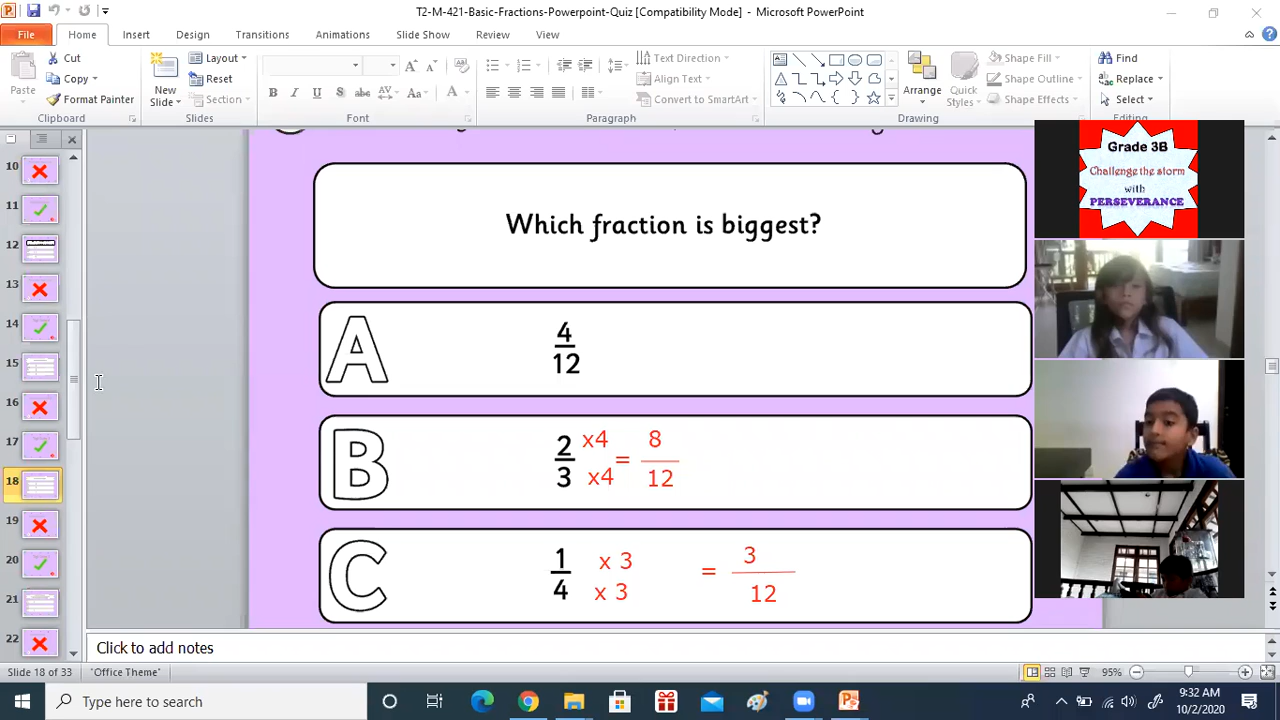 T2-M-421-Basic-Fractions-Powerpoint-Quiz [Compatibility Mode] - Microsoft PowerPoint
File Home Insert Design Transitions Animations Slide Show Review View
Paste
Cut
Copy
Format Painter
Clipboard
New
Slide
Layout
Reset
Section
Slides
B I U S abc AV Aa A
Font
Text Direction
Align Text
Convert to SmartArt
Paragraph
Arrange
Quick
Styles
Shape Fill
Shape Outline
Shape Effects
Drawing
Find
Replace
Select
Editing
10
11
12
13
14
15
16
17
18
19
20
21
22
Which fraction is biggest?
A
4
12
B
2 x4 8
=
3 x4 12
C
1 x 3 3
=
4 x 3 12
Grade 3B
Challenge the storm
with
PERSEVERANCE
Click to add notes
Slide 18 of 33 "Office Theme" 95%
Type here to search
9:32 AM
10/2/2020